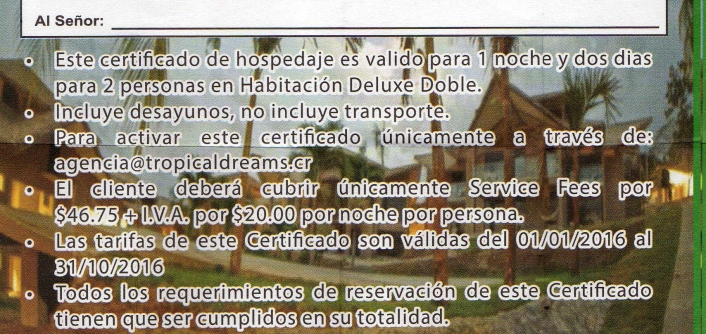 Al Señor:
• Este certificado de hospedaje es valido para 1 noche y dos dias
para 2 personas en Habitación Deluxe Doble.
• Incluye desayunos, no incluye transporte.
• Para activar este certificado únicamente a través de:
agencia@tropicaldreams.cr
• El cliente deberá cubrir únicamente Service Fees por
$46.75 + I.V.A. por $20.00 por noche por persona.
• Las tarifas de este Certificado son válidas del 01/01/2016 al
31/10/2016
• Todos los requerimientos de reservación de este Certificado
tienen que ser cumplidos en su totalidad.